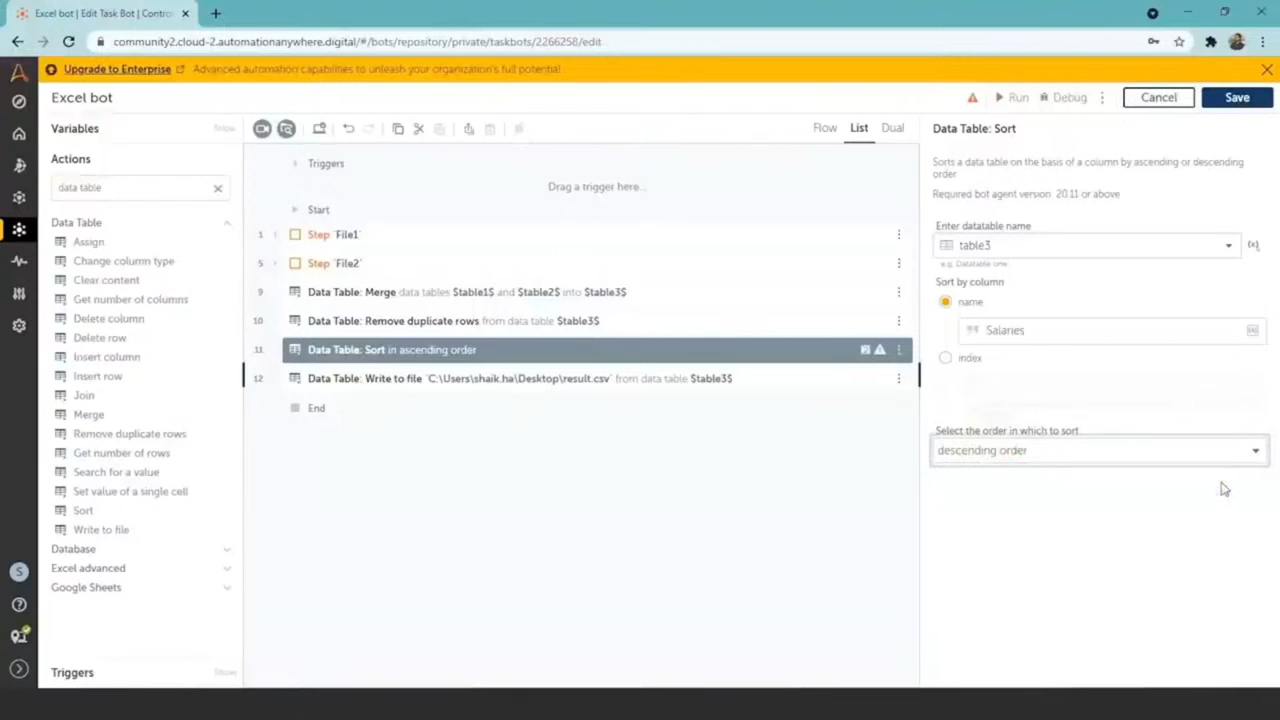 Excel bot | Edit Task Bot | Contro
community2.cloud-2.automationanywhere.digital/#/bots/repository/private/taskbots/2266258/edit
Upgrade to Enterprise Advanced automation capabilities to unleash your organization's full potential.
Excel bot
Run
Debug
Cancel
Save
Variables
Show
Actions
data table
Data Table
Assign
Change column type
Clear content
Get number of columns
Delete column
Delete row
Insert column
Insert row
Join
Merge
Remove duplicate rows
Get number of rows
Search for a value
Set value of a single cell
Sort
Write to file
Database
Excel advanced
Google Sheets
Triggers
Show
Flow
List
Dual
Triggers
Drag a trigger here...
Start
1 Step "File1"
5 Step "File2"
9 Data Table: Merge data tables $table1$ and $table2$ into $table3$
10 Data Table: Remove duplicate rows from data table $table3$
11 Data Table: Sort in ascending order
12 Data Table: Write to file "C:\Users\shaik.ha\Desktop\result.csv" from data table $table3$
End
Data Table: Sort
Sorts a data table on the basis of a column by ascending or descending
order
Required bot agent version 20.11 or above
Enter datatable name
table3
(x)
e.g. Datatable one
Sort by column
name
Salaries
index
Select the order in which to sort
descending order
S